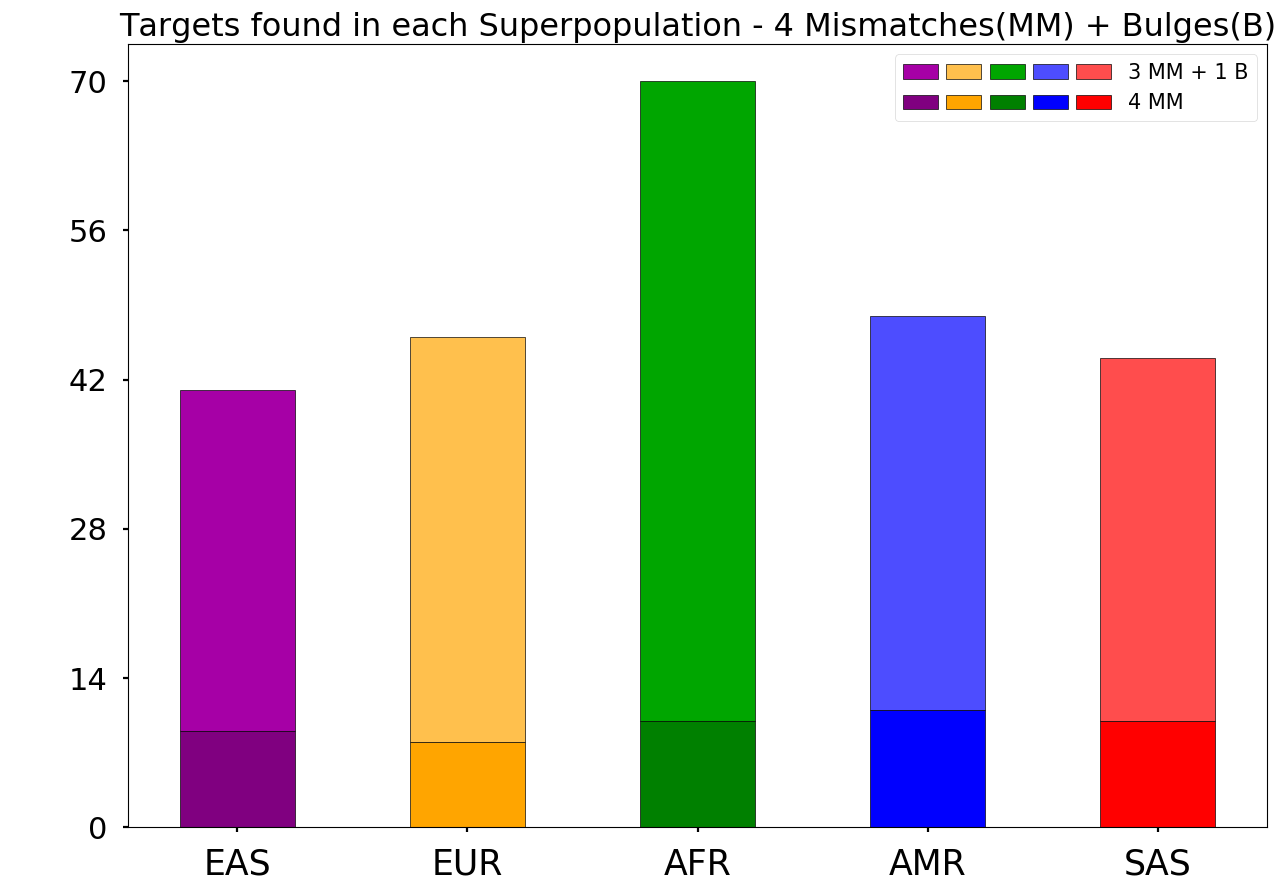 Targets found in each Superpopulation - 4 Mismatches(MM) + Bulges(B)
3 MM + 1 B
4 MM
70
56
42
28
14
0
EAS EUR AFR AMR SAS